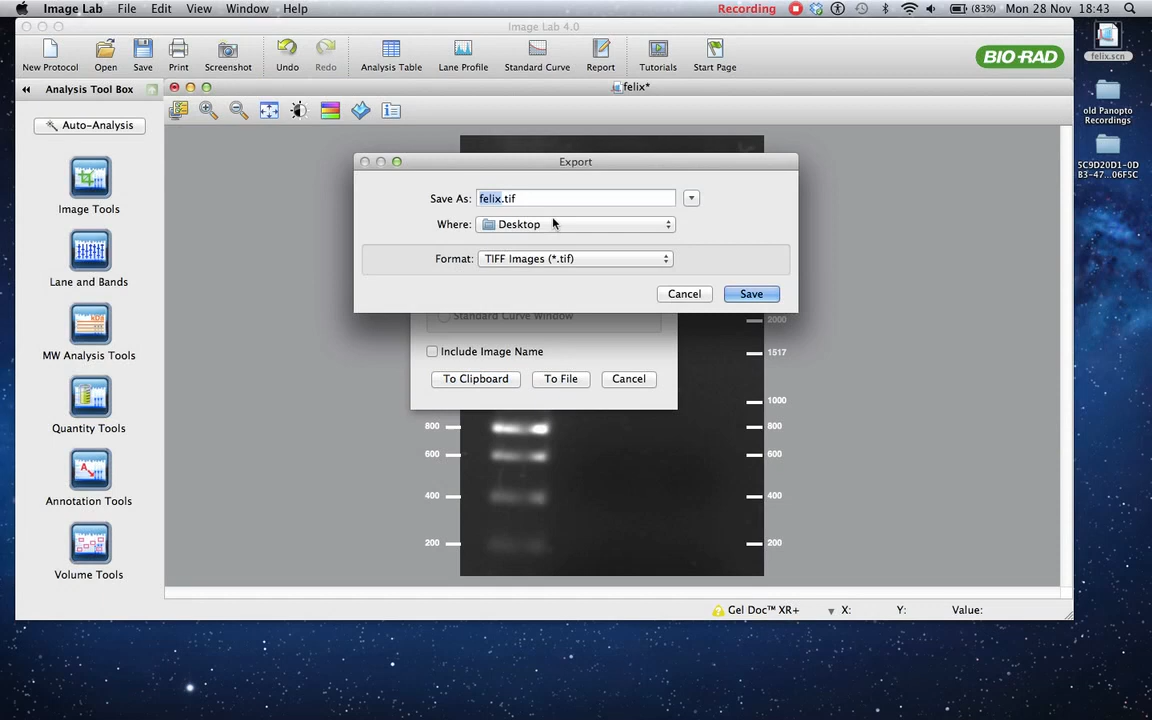 Image Lab File Edit View Window Help Recording (83%) Mon 28 Nov 18:43
Image Lab 4.0
New Protocol Open Save Print Screenshot Undo Redo Analysis Table Lane Profile Standard Curve Report Tutorials Start Page
BIO-RAD
felix.scn
Analysis Tool Box
felix*
old Panopto
Recordings
Auto-Analysis
5C9D20D1-0D
B3-47...06F5C
Export
Save As: felix.tif
Where: Desktop
Format: TIFF Images (*.tif)
Cancel Save
Image Tools
Lane and Bands
MW Analysis Tools
Quantity Tools
Annotation Tools
Volume Tools
Standard Curve Window
Include Image Name
To Clipboard To File Cancel
2000
1517
1000
800 800
600 600
400 400
200 200
Gel Doc™ XR+ X: Y: Value: